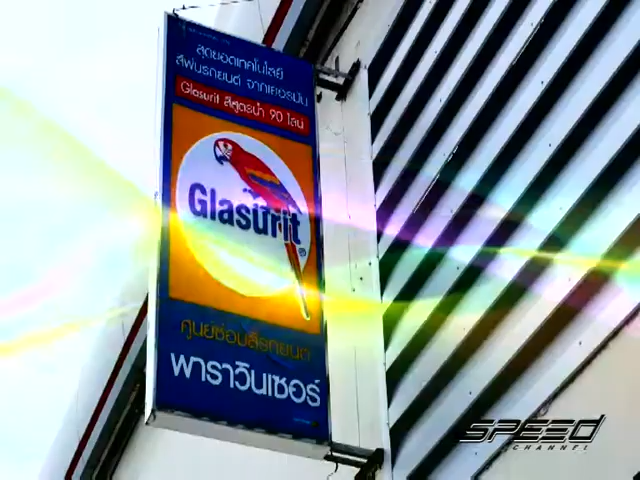 สุดยอดเทคโนโลยี
สีพ่นรถยนต์ จากเยอรมัน
Glasurit สีสูตรน้ำ 90 ไลน์
Glasurit®
ศูนย์ซ่อมสีรถยนต์
พาราวินเซอร์
SPEED
CHANNEL